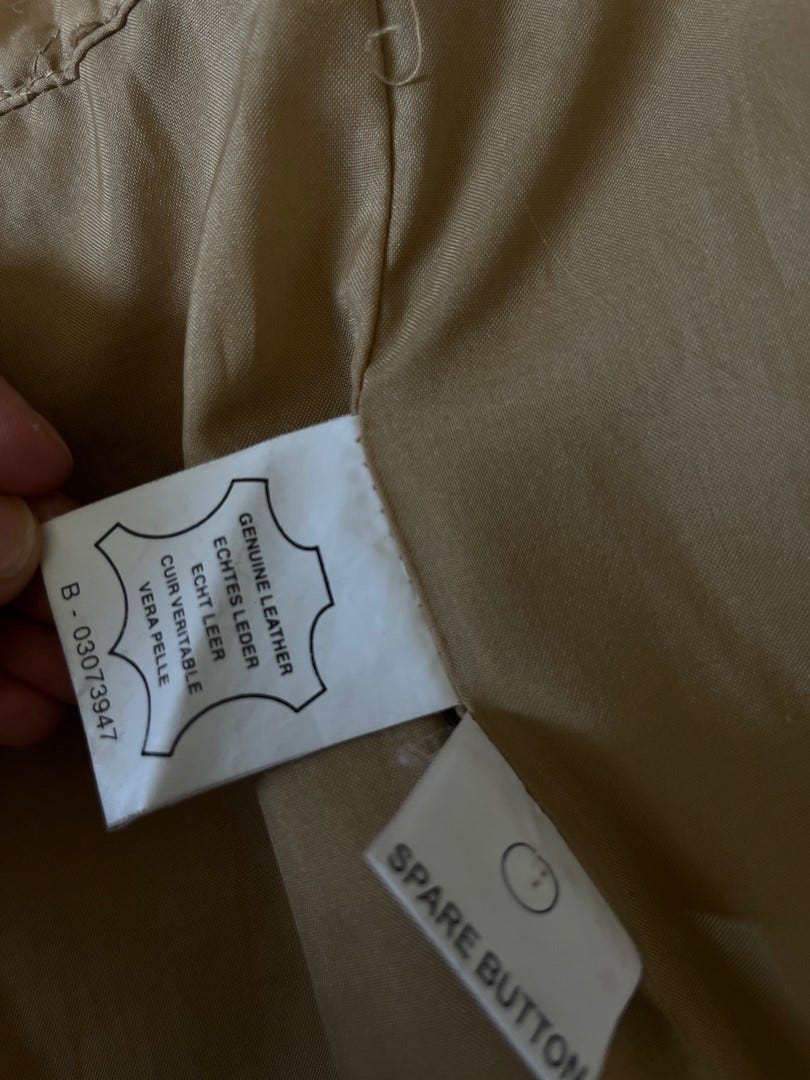 GENUINE LEATHER
ECHTES LEDER
ECHT LEER
CUIR VERITABLE
VERA PELLE
B - 03073947
SPARE BUTTON